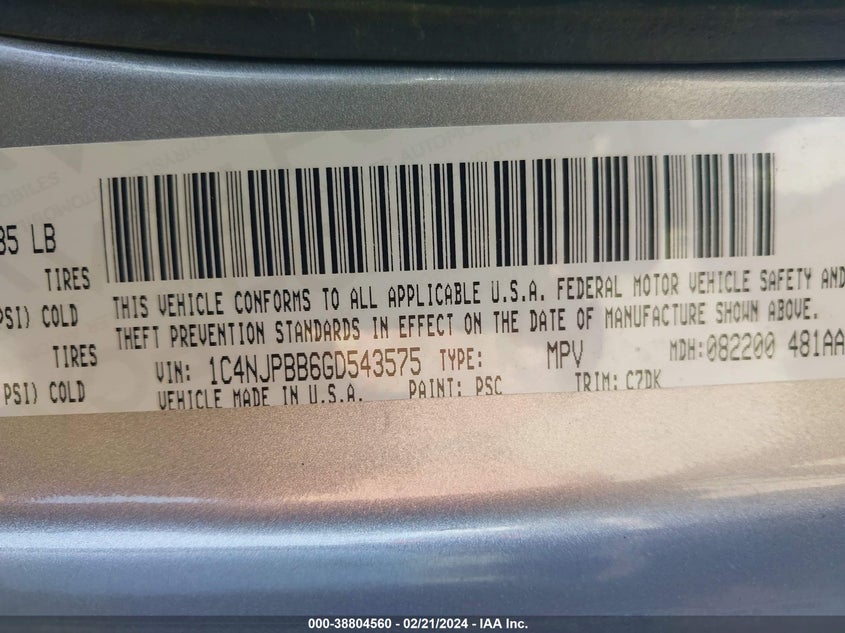 85 LB
TIRES
PSI) COLD
TIRES
PSI) COLD
THIS VEHICLE CONFORMS TO ALL APPLICABLE U.S.A. FEDERAL MOTOR VEHICLE SAFETY AND
THEFT PREVENTION STANDARDS IN EFFECT ON THE DATE OF MANUFACTURE SHOWN ABOVE.
VIN: 1C4NJPBB6GD543575 TYPE: MPV MDH:082200 481AA
VEHICLE MADE IN U.S.A. PAINT: PSC TRIM: C7DK
000-38804560 - 02/21/2024 - IAA Inc.